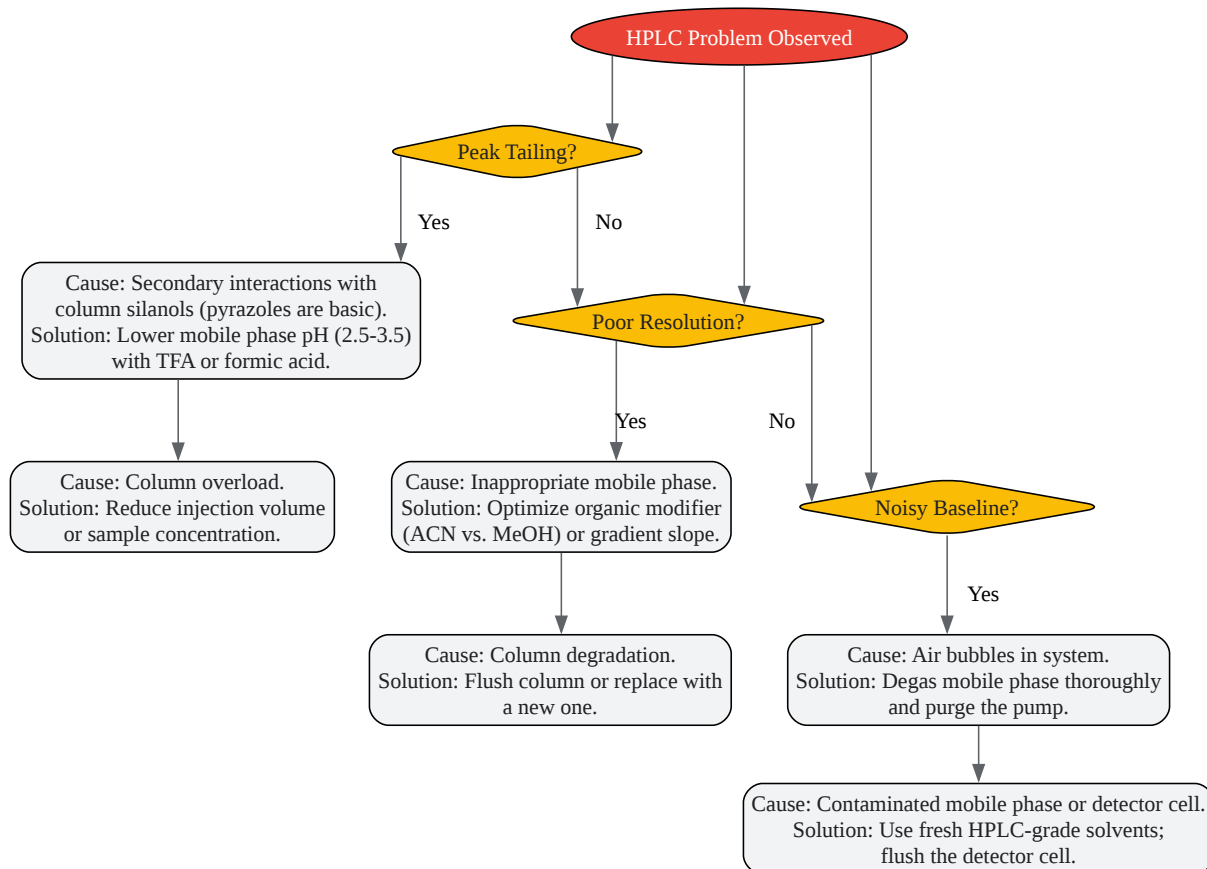 HPLC Problem Observed
Peak Tailing?
Yes
No
Cause: Secondary interactions with
column silanols (pyrazoles are basic).
Solution: Lower mobile phase pH (2.5-3.5)
with TFA or formic acid.
Poor Resolution?
Yes
No
Cause: Column overload.
Solution: Reduce injection volume
or sample concentration.
Cause: Inappropriate mobile phase.
Solution: Optimize organic modifier
(ACN vs. MeOH) or gradient slope.
Noisy Baseline?
Yes
Cause: Column degradation.
Solution: Flush column or replace with
a new one.
Cause: Air bubbles in system.
Solution: Degas mobile phase thoroughly
and purge the pump.
Cause: Contaminated mobile phase or detector cell.
Solution: Use fresh HPLC-grade solvents;
flush the detector cell.